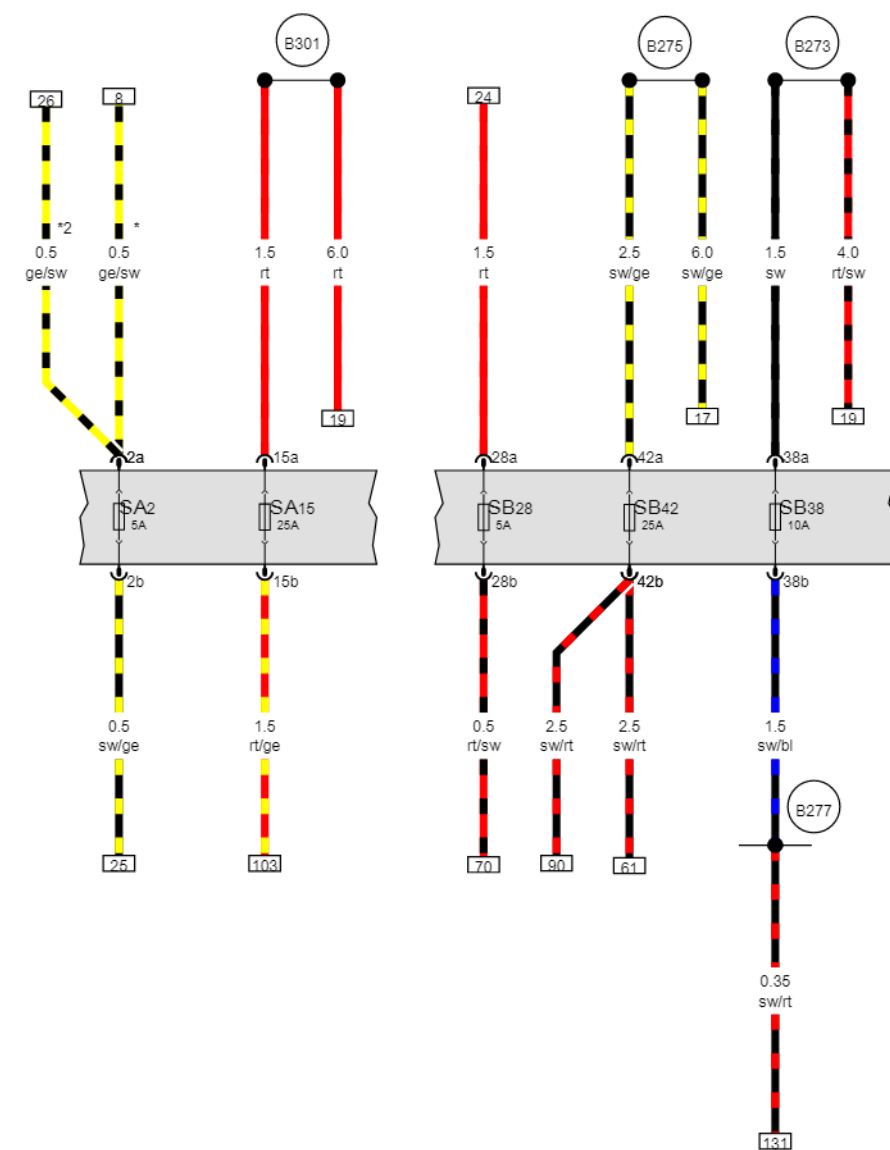 B301
B275
B273
26
8
24
*2
*
0.5
ge/sw
0.5
ge/sw
1.5
rt
6.0
rt
1.5
rt
2.5
sw/ge
6.0
sw/ge
1.5
sw
4.0
rt/sw
19
17
19
2a
15a
28a
42a
38a
SA2
5A
SA15
25A
SB28
5A
SB42
25A
SB38
10A
2b
15b
28b
42b
38b
0.5
sw/ge
1.5
rt/ge
0.5
rt/sw
2.5
sw/rt
2.5
sw/rt
1.5
sw/bl
B277
25
103
70
90
61
0.35
sw/rt
131